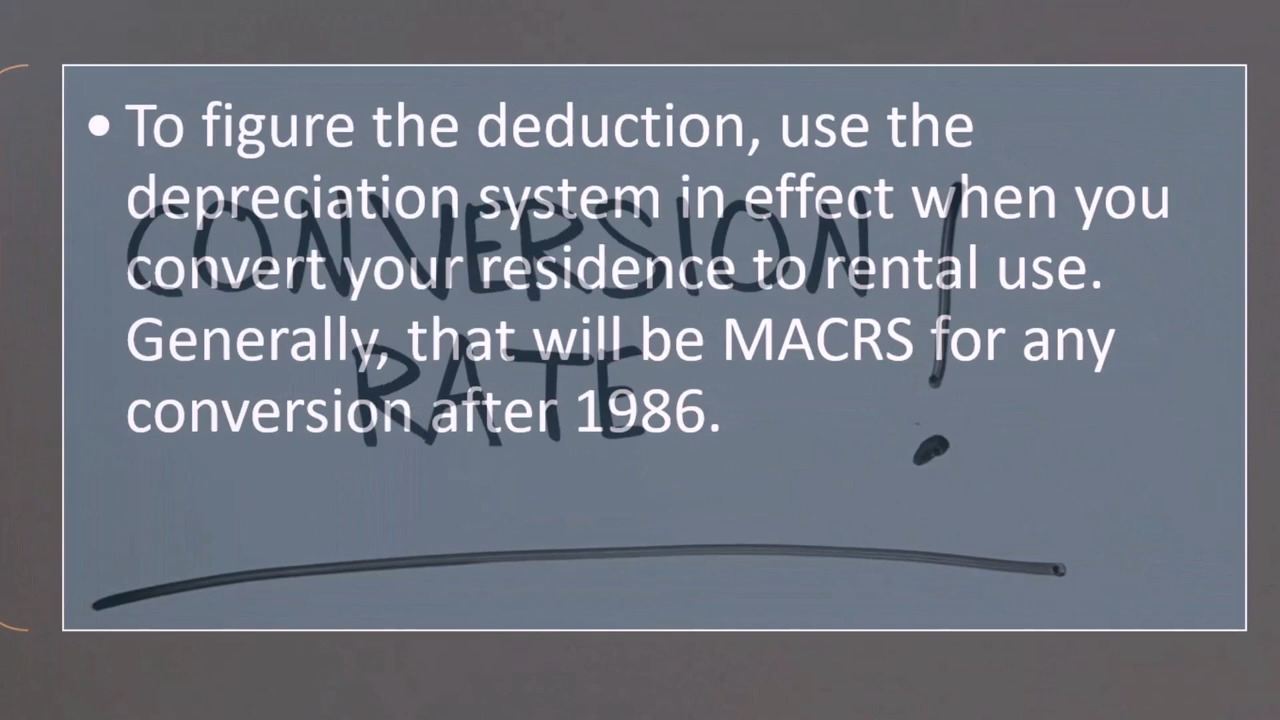 • To figure the deduction, use the
depreciation system in effect when you
convert your residence to rental use.
Generally, that will be MACRS for any
conversion after 1986.
CONVERSION
RATE !